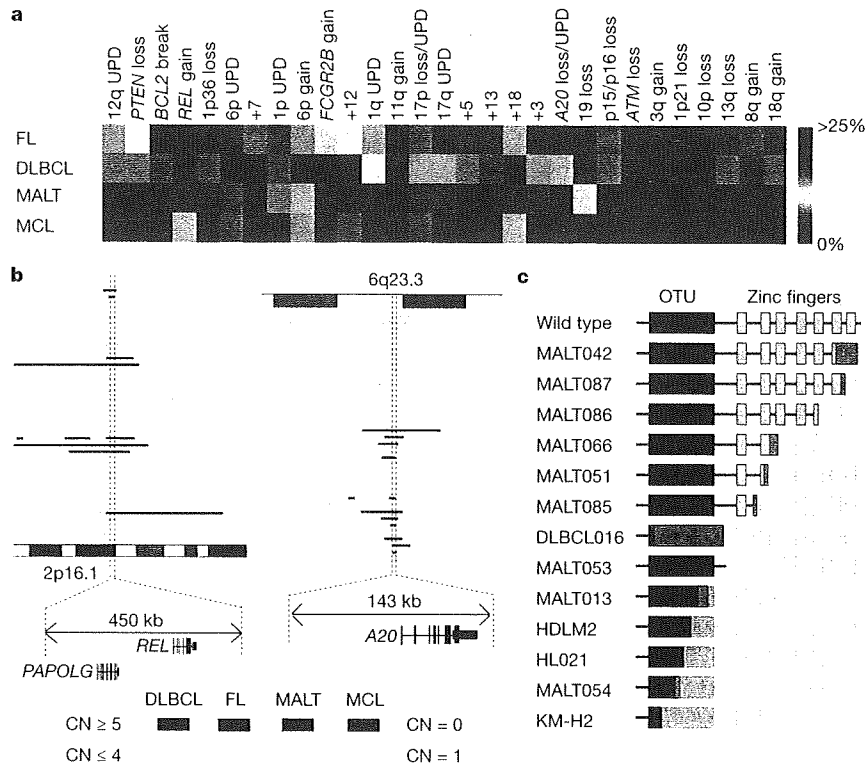 a
12q UPD
PTEN loss
BCL2 break
REL gain
1p36 loss
6p UPD
+7
1p UPD
6p gain
FCGR2B gain
+12
1q UPD
11q gain
17p loss/UPD
17q UPD
+5
+13
+18
+3
A20 loss/UPD
19 loss
p15/p16 loss
ATM loss
3q gain
1p21 loss
10p loss
13q loss
8q gain
18q gain
FL
DLBCL
MALT
MCL
>25%
0%
b
6q23.3
2p16.1
450 kb
REL
PAPOLG
143 kb
A20
DLBCL FL MALT MCL
CN ≥ 5 CN = 0
CN ≤ 4 CN = 1
c
OTU Zinc fingers
Wild type
MALT042
MALT087
MALT086
MALT066
MALT051
MALT085
DLBCL016
MALT053
MALT013
HDLM2
HL021
MALT054
KM-H2